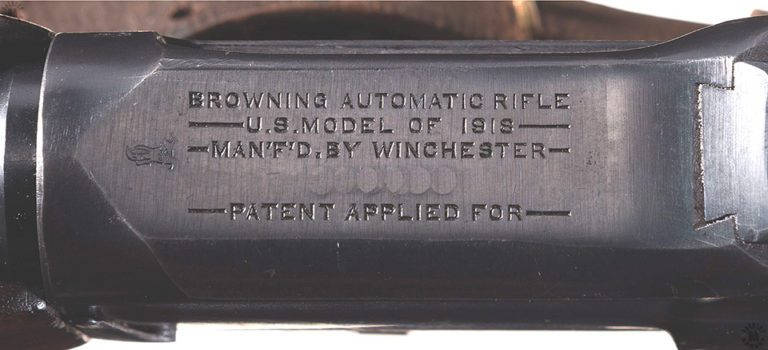 BROWNING AUTOMATIC RIFLE
U.S. MODEL OF 1918
MAN'F'D. BY WINCHESTER
PATENT APPLIED FOR